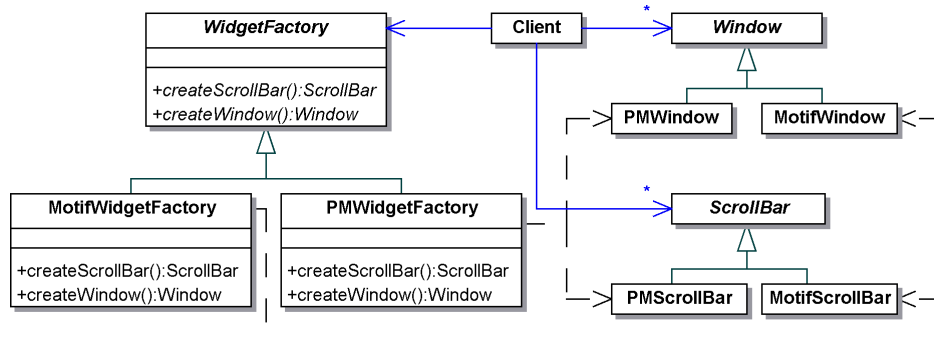 WidgetFactory
+createScrollBar():ScrollBar
+createWindow():Window
Client
*
Window
PMWindow
MotifWindow
MotifWidgetFactory
+createScrollBar():ScrollBar
+createWindow():Window
PMWidgetFactory
+createScrollBar():ScrollBar
+createWindow():Window
*
ScrollBar
PMScrollBar
MotifScrollBar